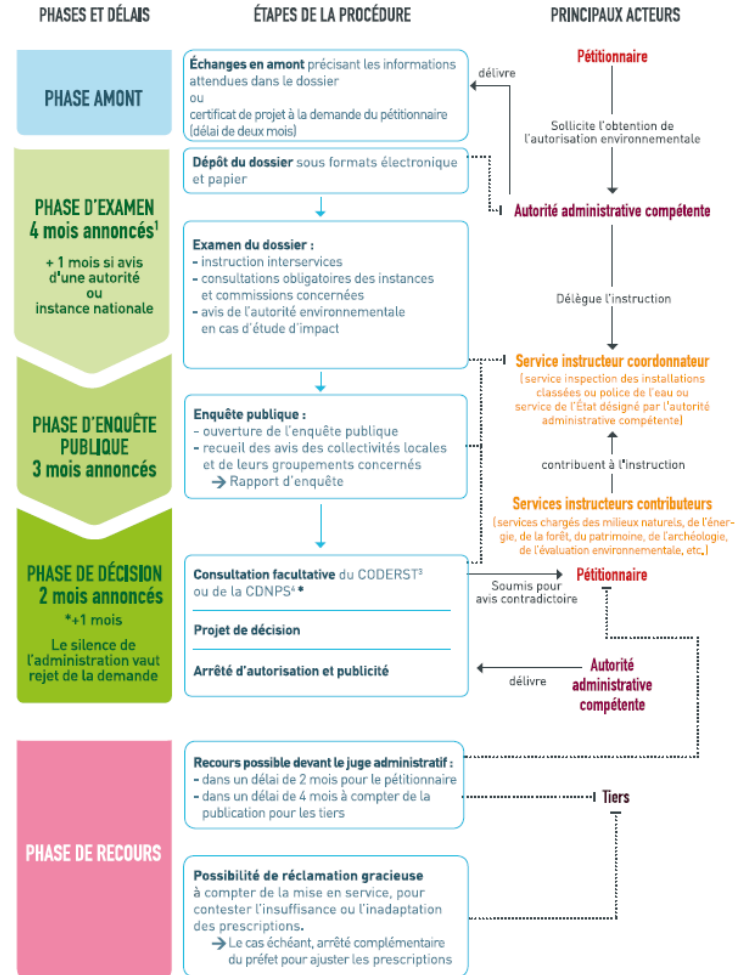 PHASES ET DÉLAIS
ÉTAPES DE LA PROCÉDURE
PRINCIPAUX ACTEURS
PHASE AMONT
Échanges en amont précisant les informations
attendues dans le dossier
ou
certificat de projet à la demande du pétitionnaire
(délai de deux mois)
délivre
Pétitionnaire
Sollicite l'obtention de
l'autorisation environnementale
PHASE D'EXAMEN
4 mois annoncés¹
+ 1 mois si avis
d'une autorité
ou
instance nationale
Dépôt du dossier sous formats électronique
et papier
Autorité administrative compétente
Examen du dossier :
- instruction interservices
- consultations obligatoires des instances
et commissions concernées
- avis de l'autorité environnementale
en cas d'étude d'impact
Délègue l'instruction
Service instructeur coordonnateur
(service inspection des installations
classées ou police de l'eau ou
service de l'État désigné par l'autorité
administrative compétente)
PHASE D'ENQUÊTE
PUBLIQUE
3 mois annoncés
Enquête publique :
- ouverture de l'enquête publique
- recueil des avis des collectivités locales
et de leurs groupements concernés
→ Rapport d'enquête
contribuent à l'instruction
Services instructeurs contributeurs
(services chargés des milieux naturels, de l'éner-
gie, de la forêt, du patrimoine, de l'archéologie,
de l'évaluation environnementale, etc.)
PHASE DE DÉCISION
2 mois annoncés
*+1 mois
Le silence de
l'administration vaut
rejet de la demande
Consultation facultative du CODERST³
ou de la CDNPS⁴ *
Projet de décision
Arrêté d'autorisation et publicité
Soumis pour
avis contradictoire
Pétitionnaire
délivre
Autorité
administrative
compétente
PHASE DE RECOURS
Recours possible devant le juge administratif :
- dans un délai de 2 mois pour le pétitionnaire
- dans un délai de 4 mois à compter de la
publication pour les tiers
Tiers
Possibilité de réclamation gracieuse
à compter de la mise en service, pour
contester l'insuffisance ou l'inadaptation
des prescriptions.
→ Le cas échéant, arrêté complémentaire
du préfet pour ajuster les prescriptions